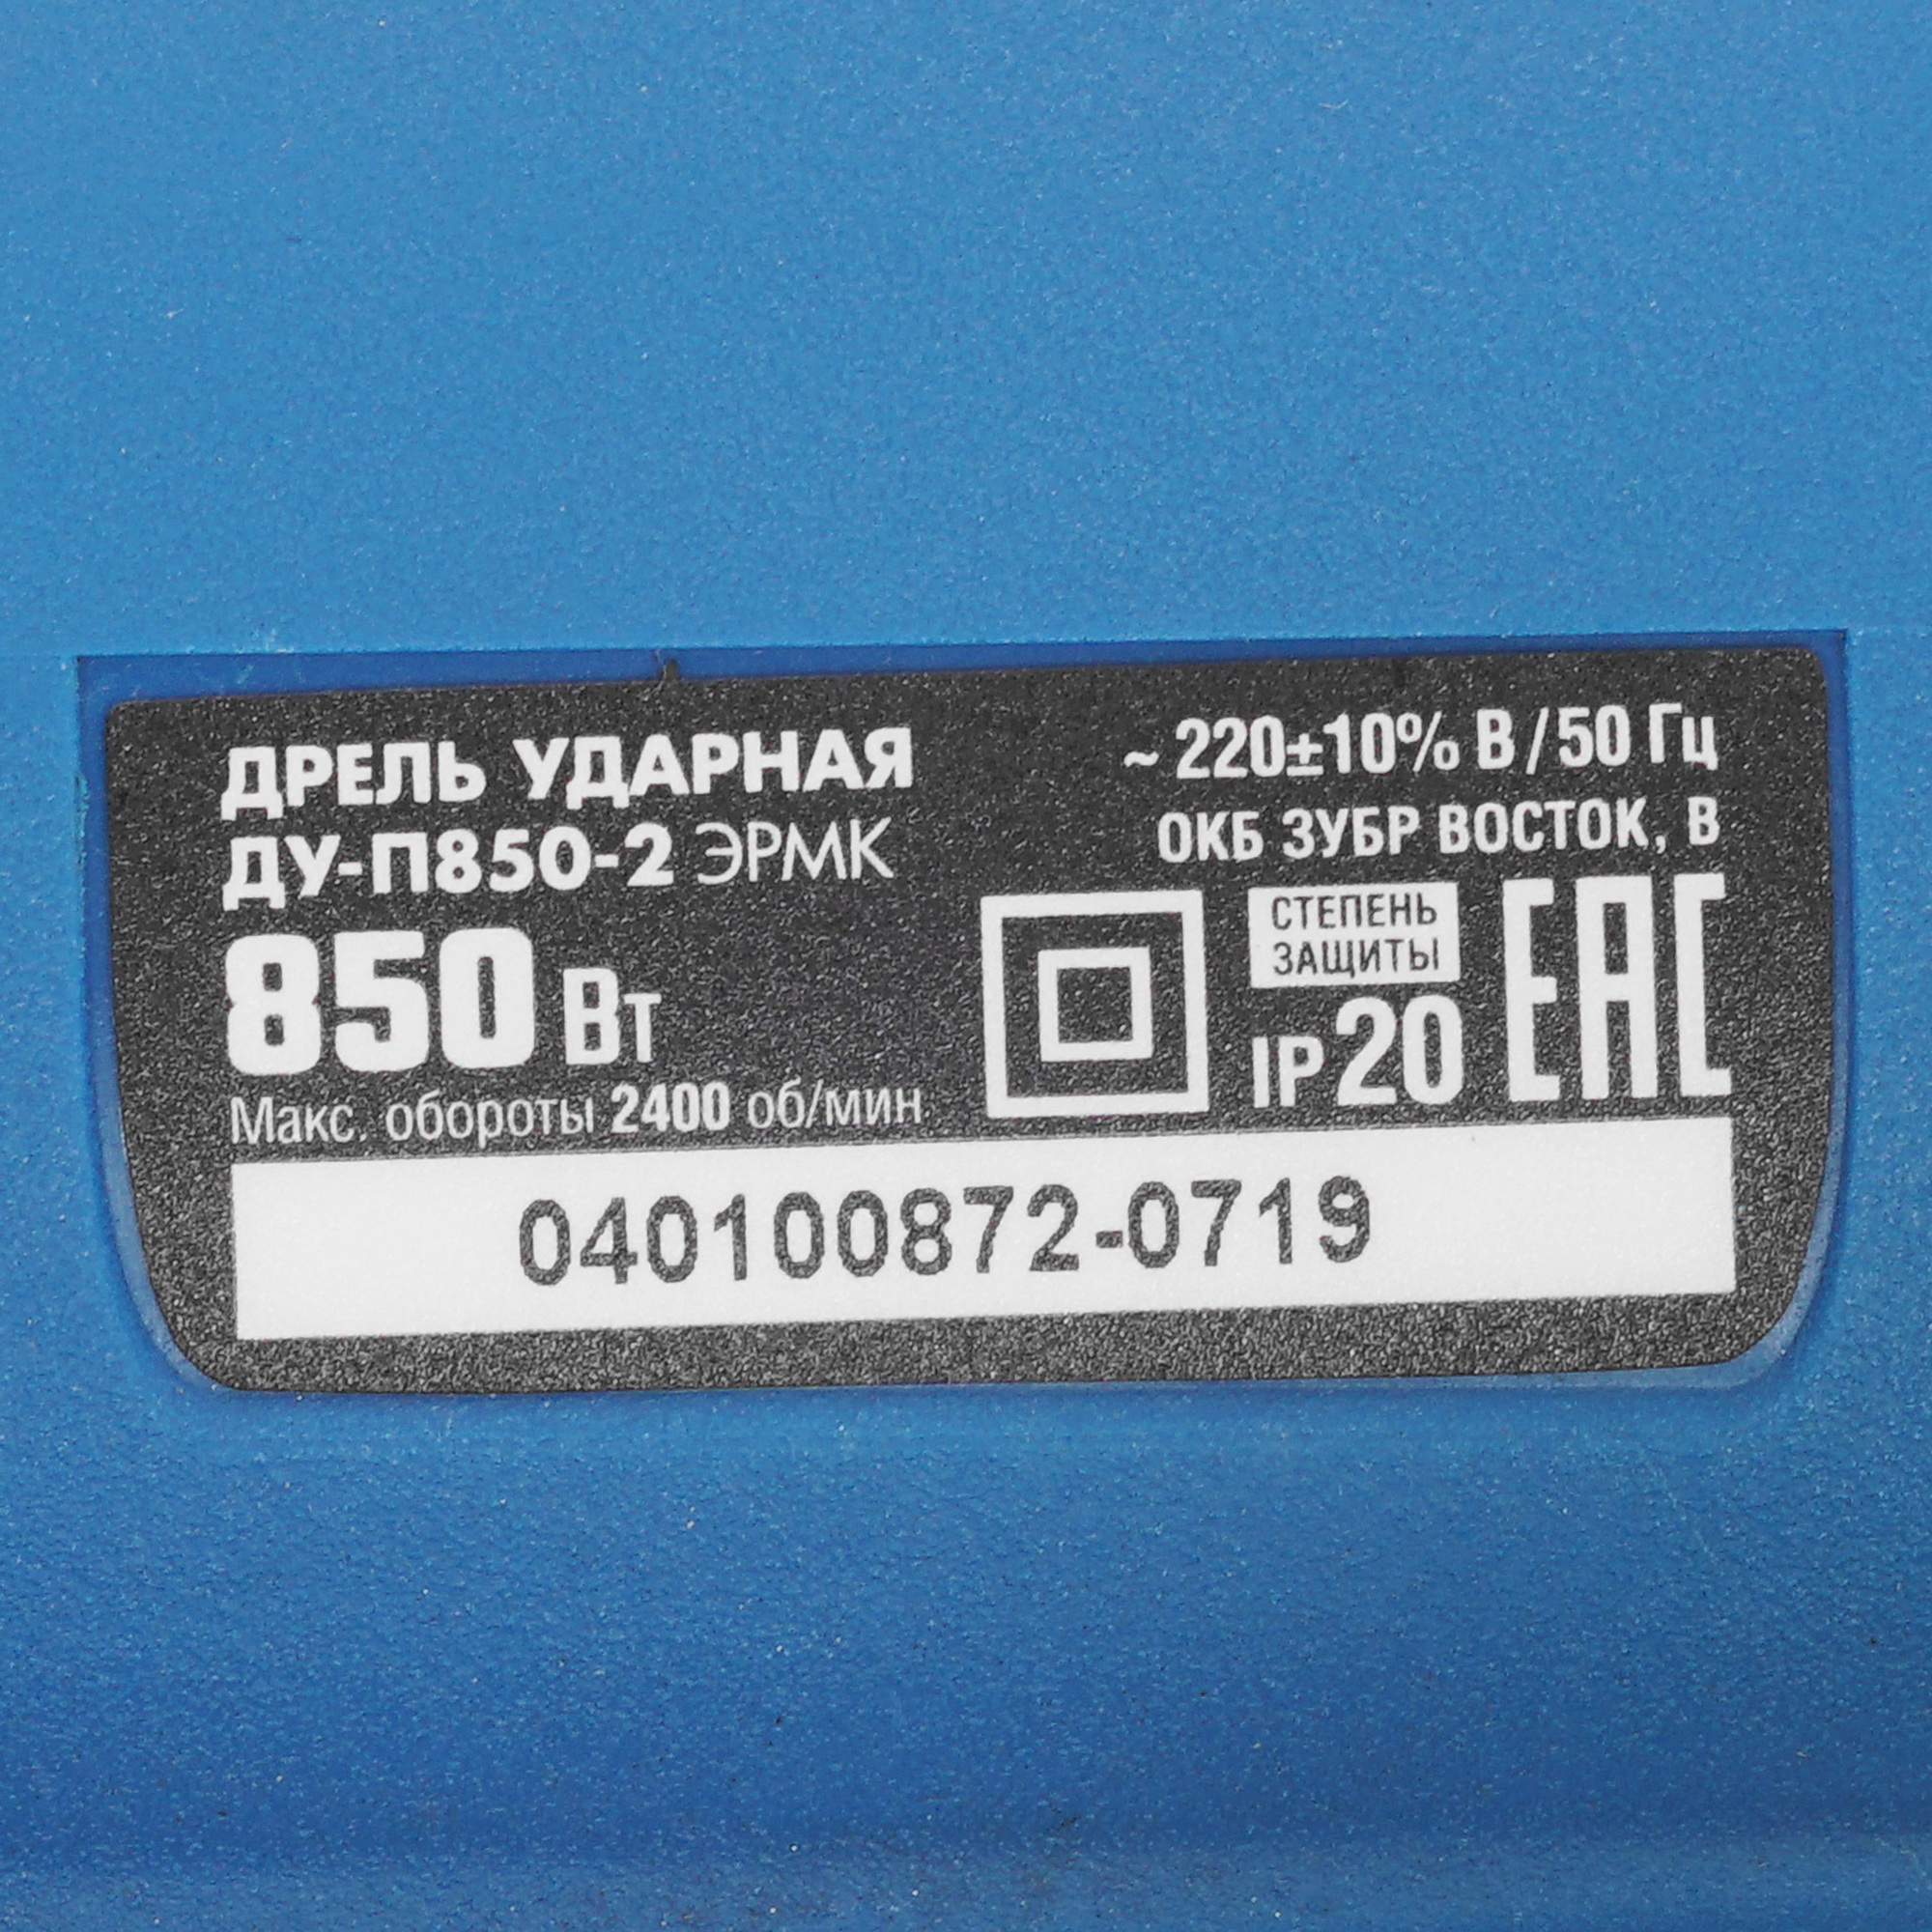 ДРЕЛЬ УДАРНАЯ
ДУ-П850-2 ЭРМК
850 Вт
Макс. обороты 2400 об/мин
~ 220±10% В / 50 Гц
ОКБ ЗУБР ВОСТОК, В
СТЕПЕНЬ
ЗАЩИТЫ
IP20
EAC
040100872-0719